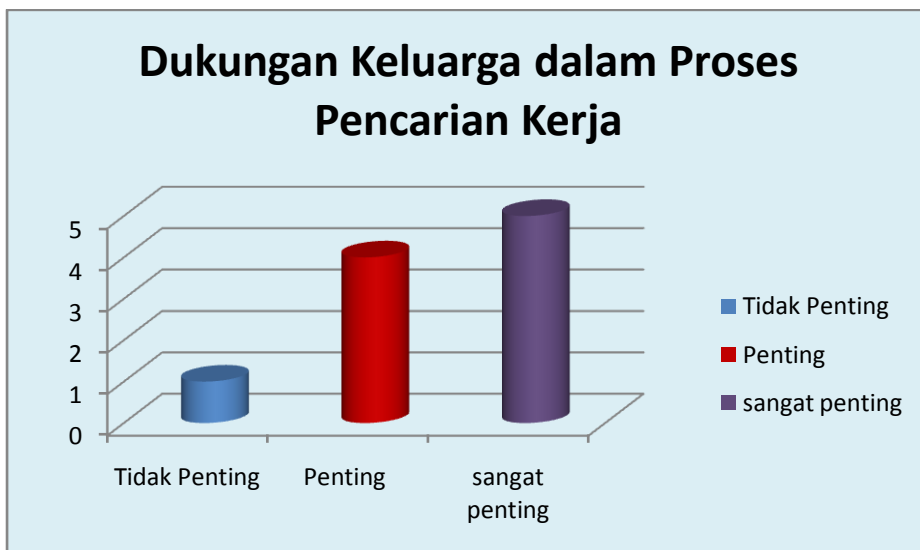 Dukungan Keluarga dalam Proses
Pencarian Kerja
5
4
3
2
1
0
Tidak Penting
Penting
sangat
penting
Tidak Penting
Penting
sangat penting